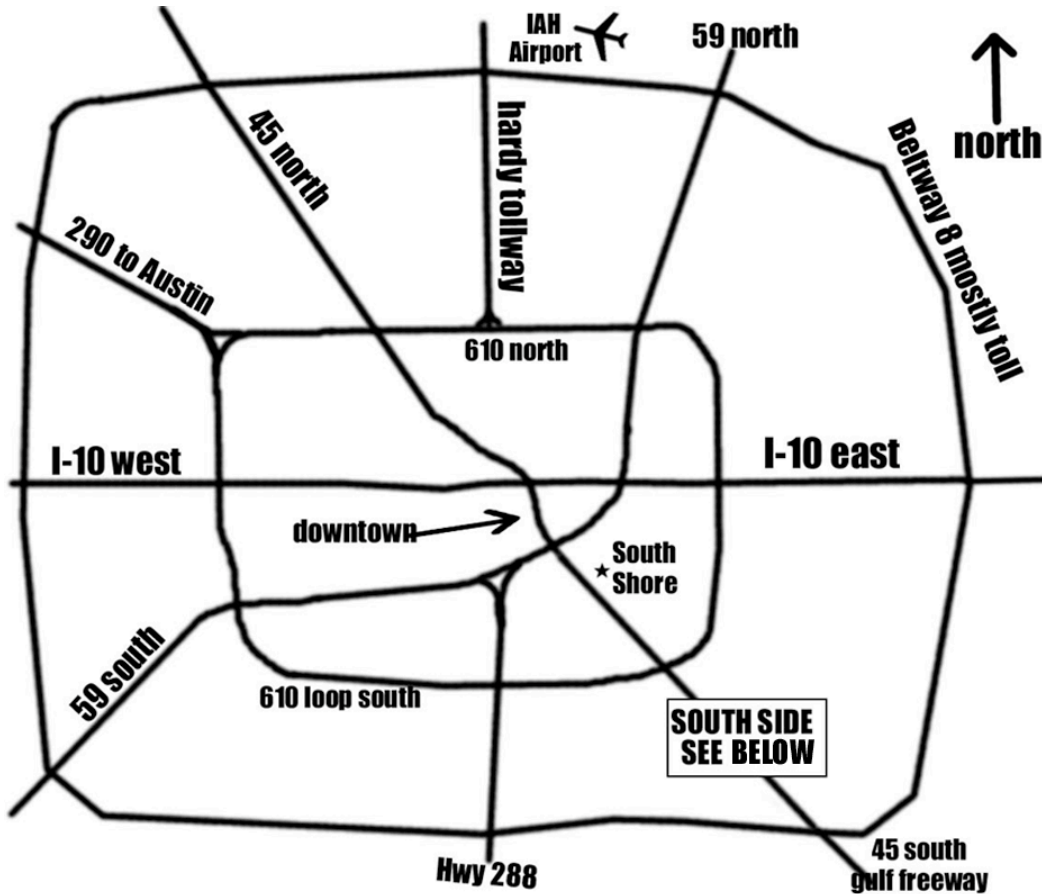 IAH
Airport
59 north
45 north
hardy tollway
north
Beltway 8 mostly toll
290 to Austin
610 north
I-10 west
I-10 east
downtown
South
Shore
59 south
610 loop south
SOUTH SIDE
SEE BELOW
Hwy 288
45 south
gulf freeway